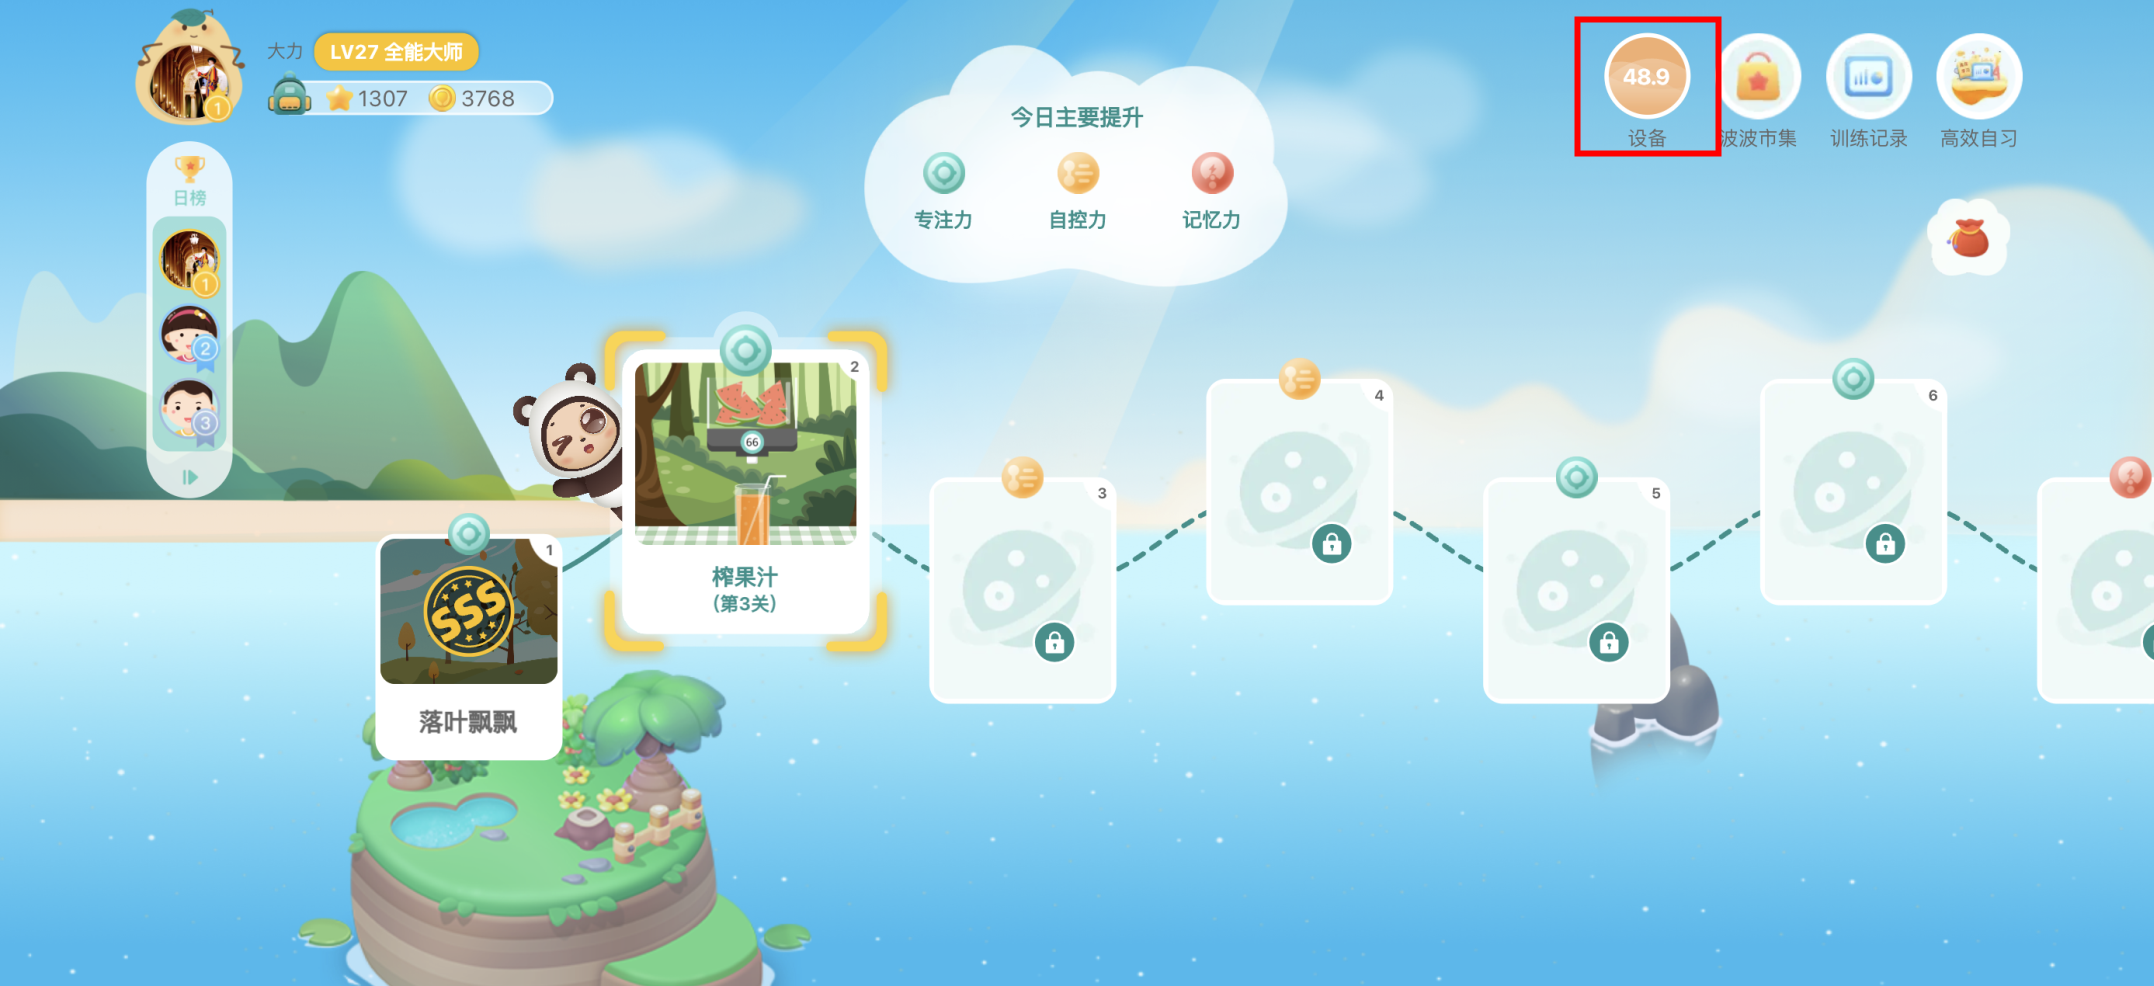 大力
LV27 全能大师
1307
3768
1
日榜
1
2
3
今日主要提升
专注力
自控力
记忆力
48.9
设备
波波市集
训练记录
高效自习
1
SSS
落叶飘飘
2
66
榨果汁
(第3关)
3
4
5
6